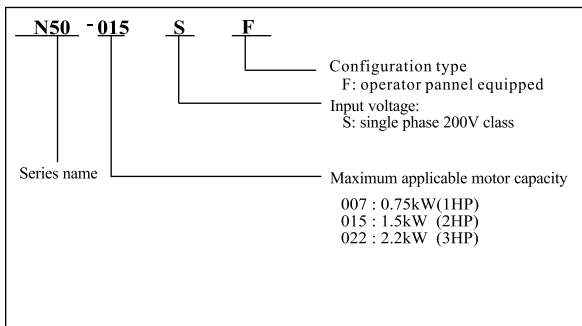 N50 -015 S F
Configuration type
F: operator pannel equipped
Input voltage:
S: single phase 200V class
Series name
Maximum applicable motor capacity
007 : 0.75kW(1HP)
015 : 1.5kW (2HP)
022 : 2.2kW (3HP)